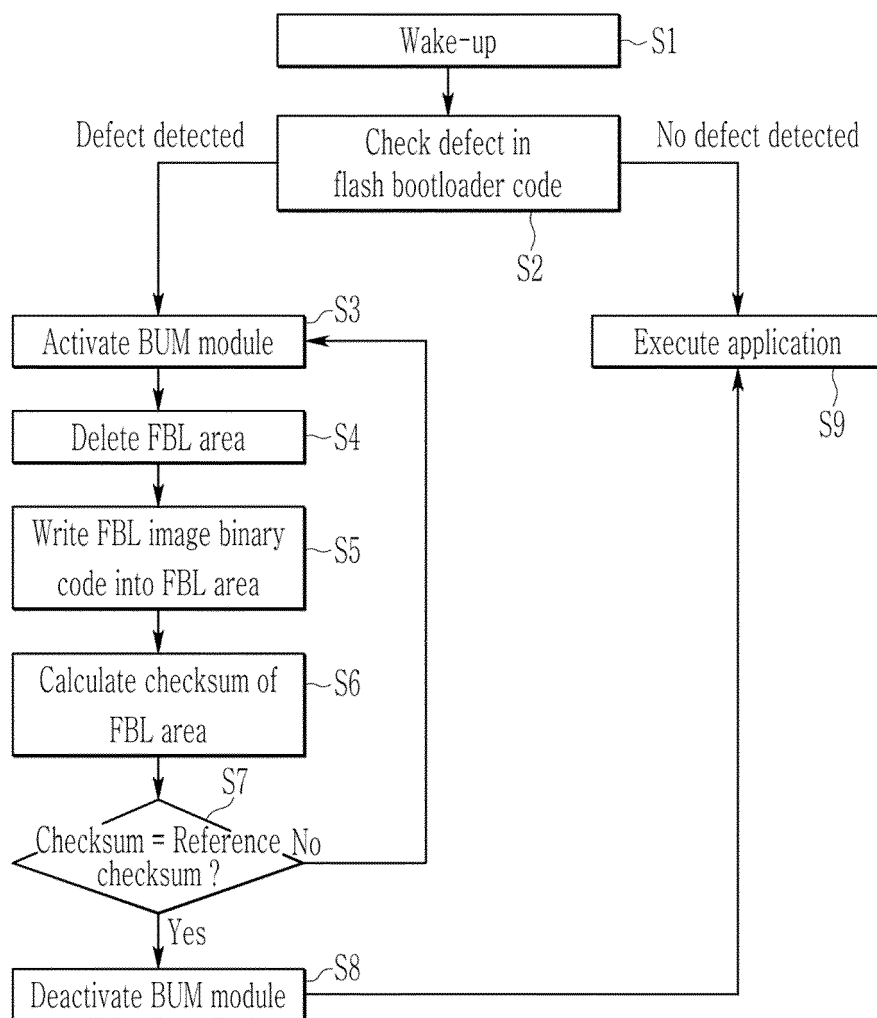 Wake-up
S1
Defect detected
Check defect in
flash bootloader code
No defect detected
S2
S3
Activate BUM module
Execute application
S9
Delete FBL area
S4
Write FBL image binary
code into FBL area
S5
Calculate checksum of
FBL area
S6
S7
Checksum = Reference
checksum ?
No
Yes
S8
Deactivate BUM module